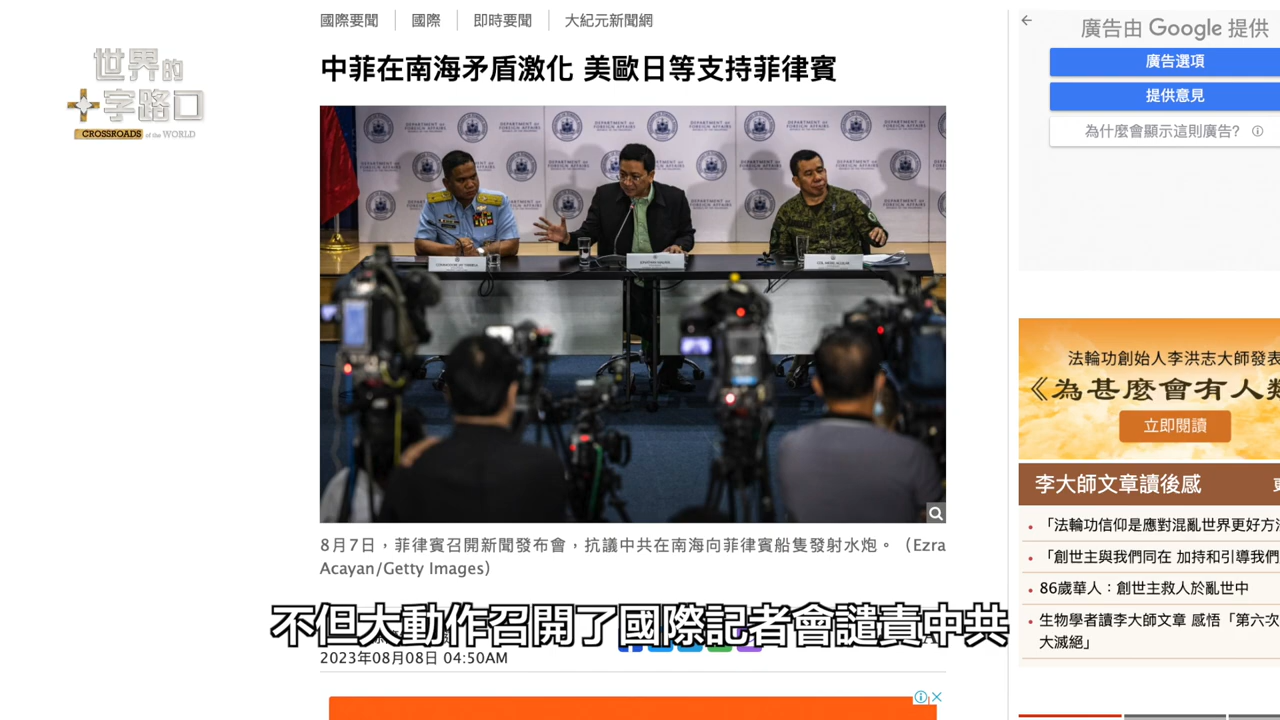 國際要聞
國際
即時要聞
大紀元新聞網
世界的
十字路口
CROSSROADS of the WORLD
中菲在南海矛盾激化 美歐日等支持菲律賓
8月7日，菲律賓召開新聞發布會，抗議中共在南海向菲律賓船隻發射水炮。（Ezra
Acayan/Getty Images）
不但大動作召開了國際記者會譴責中共
2023年08月08日 04:50AM
廣告由 Google 提供
廣告選項
提供意見
為什麼會顯示這則廣告?
法輪功創始人李洪志大師發表
《為甚麼會有人類
立即閱讀
李大師文章讀後感
「法輪功信仰是應對混亂世界更好方法
「創世主與我們同在 加持和引導我們
86歲華人：創世主救人於亂世中
生物學者讀李大師文章 感悟「第六次
大滅絕」